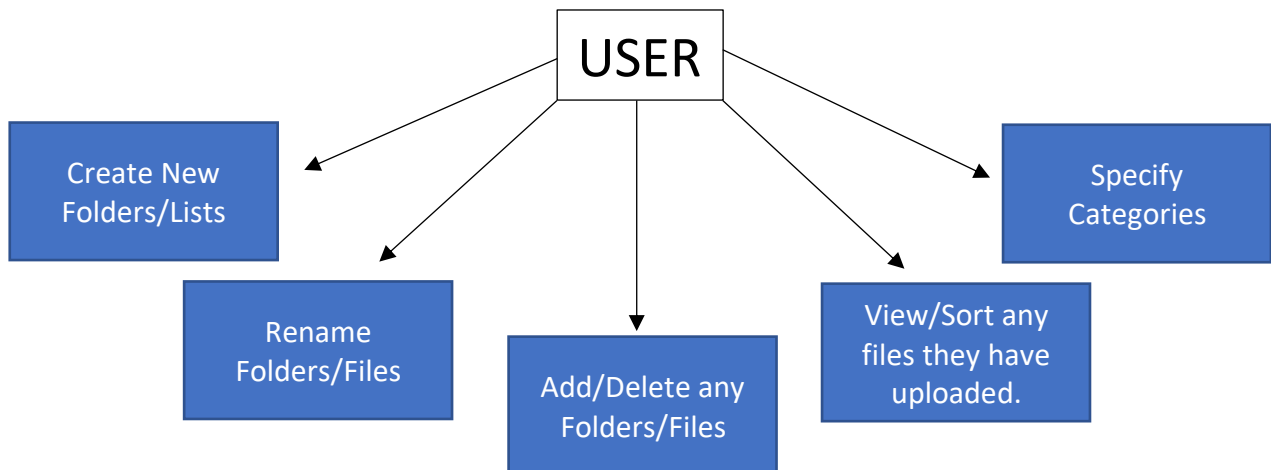 USER
Create New
Folders/Lists
Rename
Folders/Files
Add/Delete any
Folders/Files
View/Sort any
files they have
uploaded.
Specify
Categories